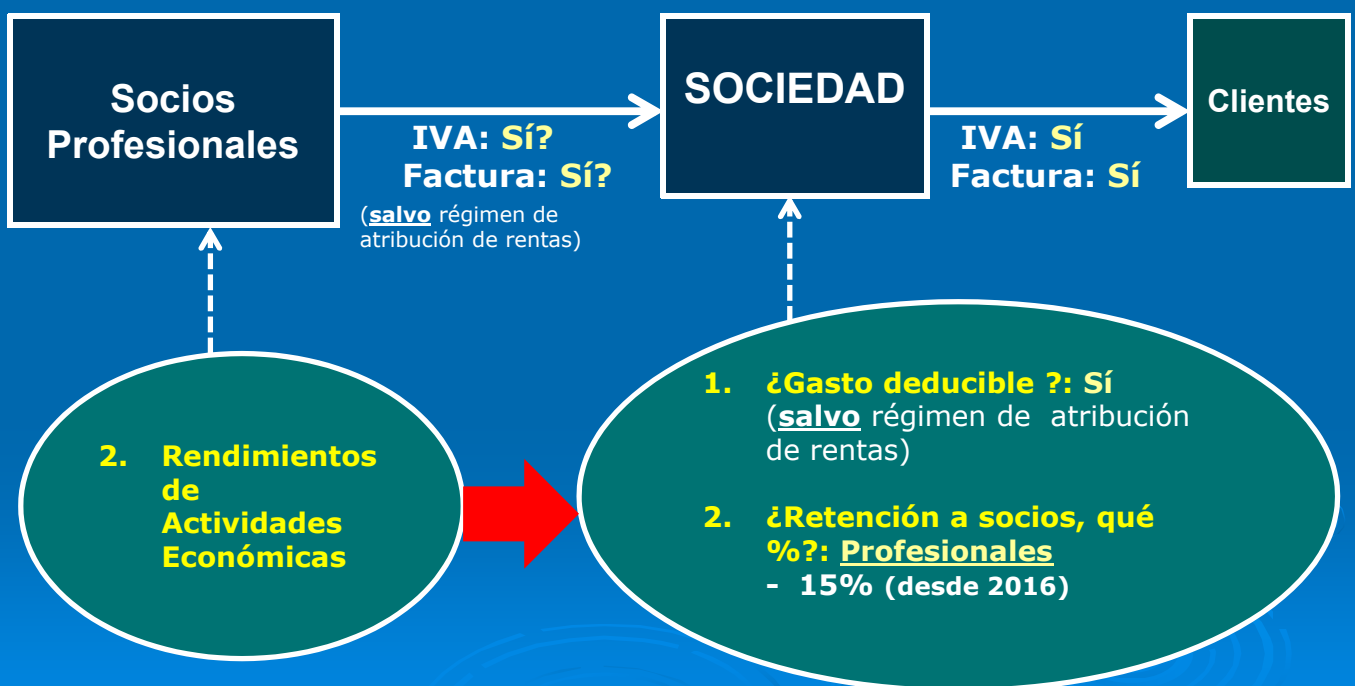 Socios
Profesionales
IVA: Sí?
Factura: Sí?
(salvo régimen de
atribución de rentas)
SOCIEDAD
IVA: Sí
Factura: Sí
Clientes
2. Rendimientos
de
Actividades
Económicas
1. ¿Gasto deducible ?: Sí
(salvo régimen de atribución
de rentas)
2. ¿Retención a socios, qué
%?: Profesionales
- 15% (desde 2016)